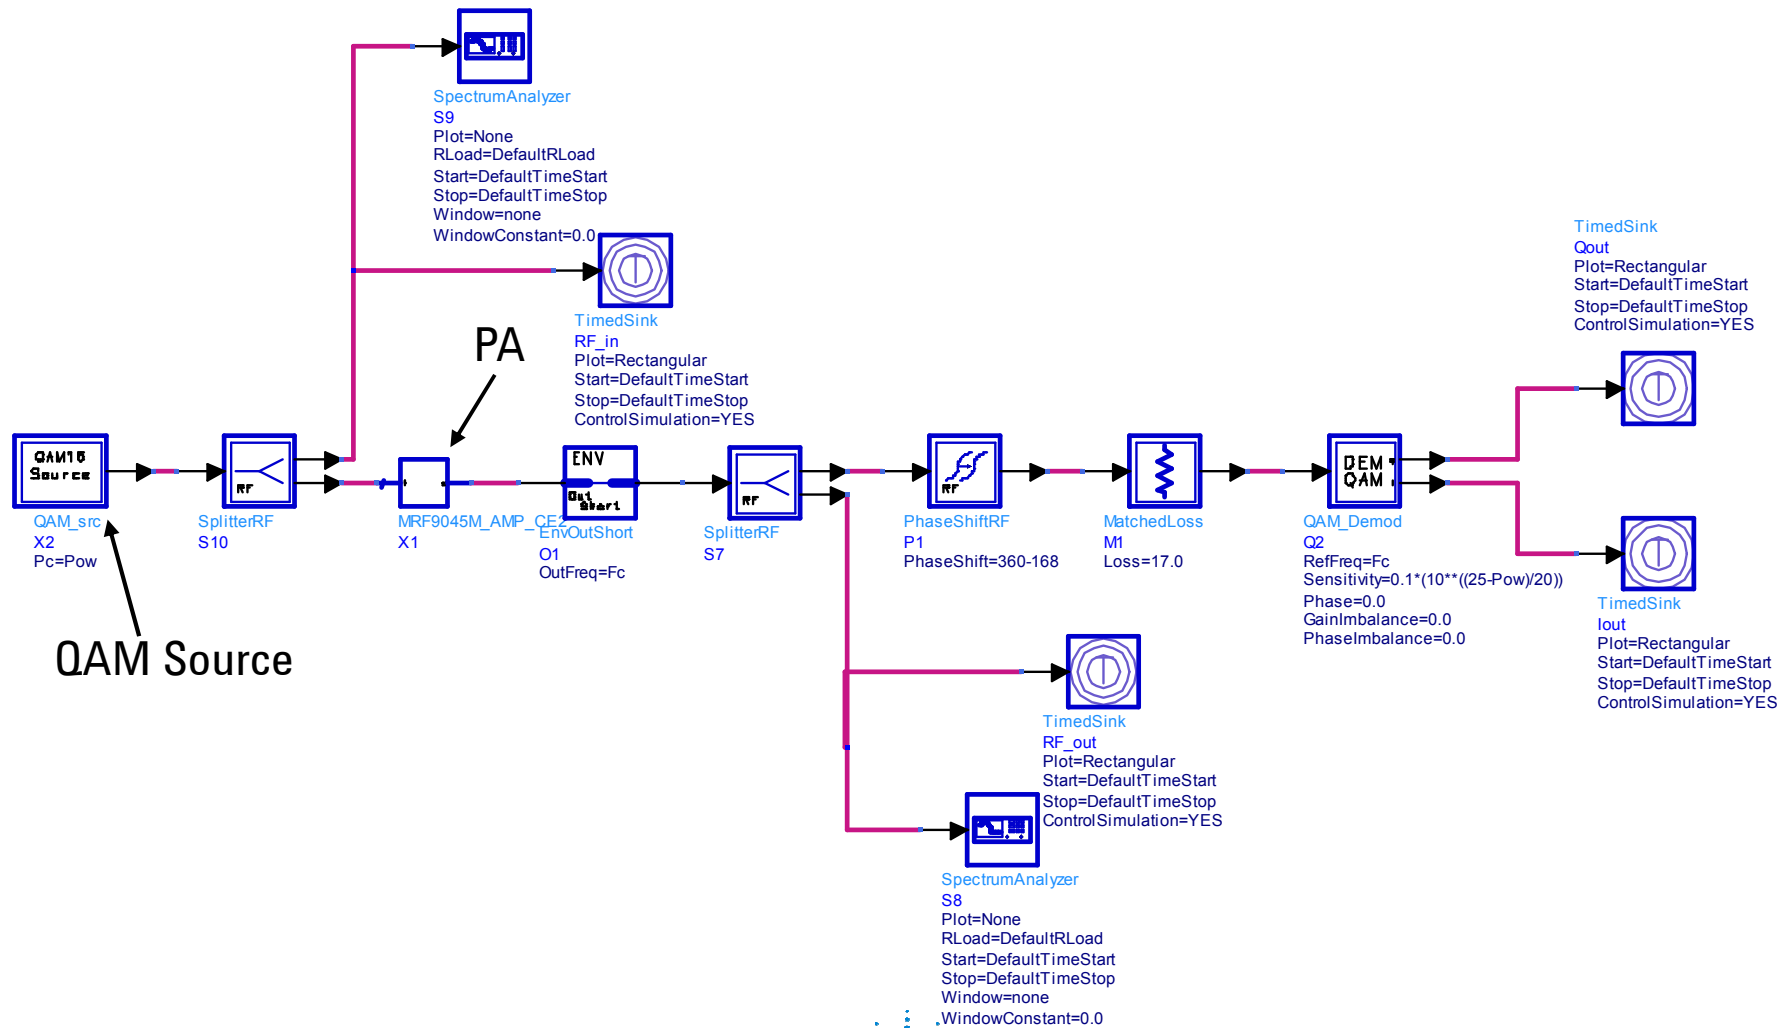 SpectrumAnalyzer
S9
Plot=None
RLoad=DefaultRLoad
Start=DefaultTimeStart
Stop=DefaultTimeStop
Window=none
WindowConstant=0.0
TimedSink
RF_in
Plot=Rectangular
Start=DefaultTimeStart
Stop=DefaultTimeStop
ControlSimulation=YES
PA
TimedSink
Qout
Plot=Rectangular
Start=DefaultTimeStart
Stop=DefaultTimeStop
ControlSimulation=YES
QAM16
Source
QAM_src
X2
Pc=Pow
QAM Source
RF
SplitterRF
S10
MRF9045M_AMP_CE2
X1
ENV
Out
Short
EnvOutShort
O1
OutFreq=Fc
RF
SplitterRF
S7
RF
PhaseShiftRF
P1
PhaseShift=360-168
MatchedLoss
M1
Loss=17.0
DEM
QAM
QAM_Demod
Q2
RefFreq=Fc
Sensitivity=0.1*(10**((25-Pow)/20))
Phase=0.0
GainImbalance=0.0
PhaseImbalance=0.0
TimedSink
Iout
Plot=Rectangular
Start=DefaultTimeStart
Stop=DefaultTimeStop
ControlSimulation=YES
TimedSink
RF_out
Plot=Rectangular
Start=DefaultTimeStart
Stop=DefaultTimeStop
ControlSimulation=YES
SpectrumAnalyzer
S8
Plot=None
RLoad=DefaultRLoad
Start=DefaultTimeStart
Stop=DefaultTimeStop
Window=none
WindowConstant=0.0